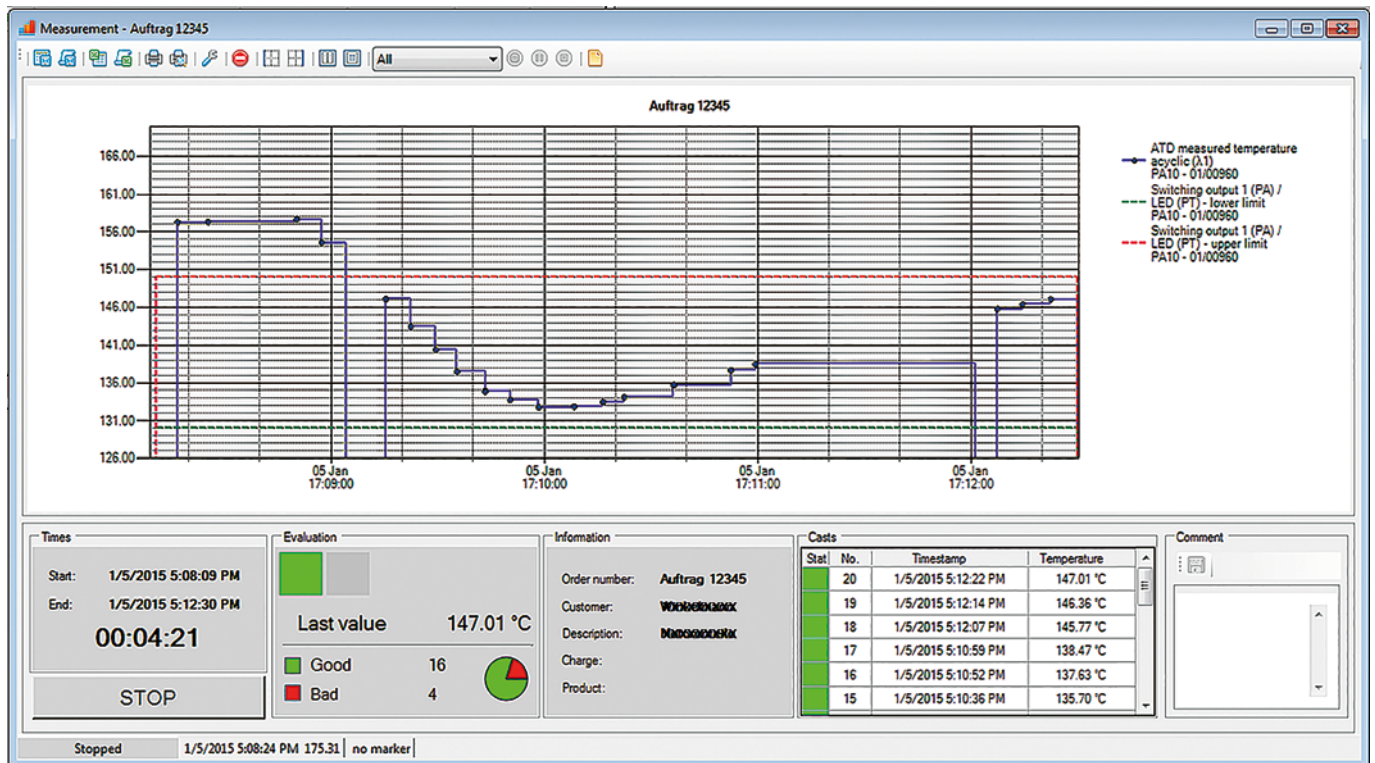 Measurement - Auftrag 12345
All
Auftrag 12345
166.00
161.00
156.00
151.00
146.00
141.00
136.00
131.00
126.00
05 Jan
17:09:00
05 Jan
17:10:00
05 Jan
17:11:00
05 Jan
17:12:00
ATD measured temperature
acyclic (λ1)
PA10 - 01/00960
Switching output 1 (PA) /
LED (PT) - lower limit
PA10 - 01/00960
Switching output 1 (PA) /
LED (PT) - upper limit
PA10 - 01/00960
Times
Start: 1/5/2015 5:08:09 PM
End: 1/5/2015 5:12:30 PM
00:04:21
STOP
Evaluation
Last value 147.01 °C
Good 16
Bad 4
Information
Order number: Auftrag 12345
Customer:
Description:
Charge:
Product:
Casts
Stat No. Timestamp Temperature
20 1/5/2015 5:12:22 PM 147.01 °C
19 1/5/2015 5:12:14 PM 146.36 °C
18 1/5/2015 5:12:07 PM 145.77 °C
17 1/5/2015 5:10:59 PM 138.47 °C
16 1/5/2015 5:10:52 PM 137.63 °C
15 1/5/2015 5:10:36 PM 135.70 °C
Comment
Stopped 1/5/2015 5:08:24 PM 175.31 no marker